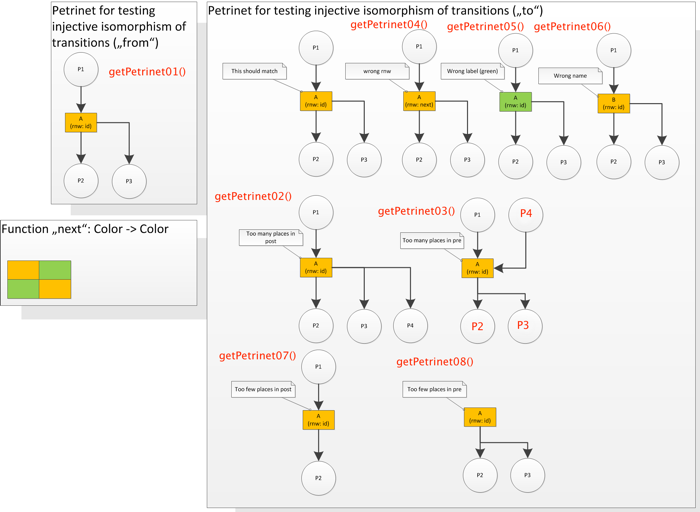 Petrinet for testing
injective isomorphism of
transitions („from“)
getPetrinet01()
P1
A
(rnw: id)
P2
P3
Function „next“: Color -> Color
Petrinet for testing injective isomorphism of transitions („to“)
getPetrinet04()
getPetrinet05()
getPetrinet06()
P1
P1
P1
P1
This should match
wrong rnw
Wrong label (green)
Wrong name
A
(rnw: id)
A
(rnw: next)
A
(rnw: id)
B
(rnw: id)
P2
P3
P2
P3
P2
P3
P2
P3
getPetrinet02()
P1
Too many places in
post
A
(rnw: id)
P2
P3
P4
getPetrinet03()
P1
P4
Too many places in pre
A
(rnw: id)
P2
P3
getPetrinet07()
P1
Too few places in post
A
(rnw: id)
P2
getPetrinet08()
Too few places in pre
A
(rnw: id)
P2
P3